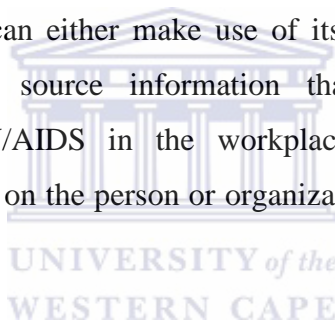 can either make use of its
source information tha
/AIDS in the workplac
on the person or organiza
UNIVERSITY of the
WESTERN CAPE